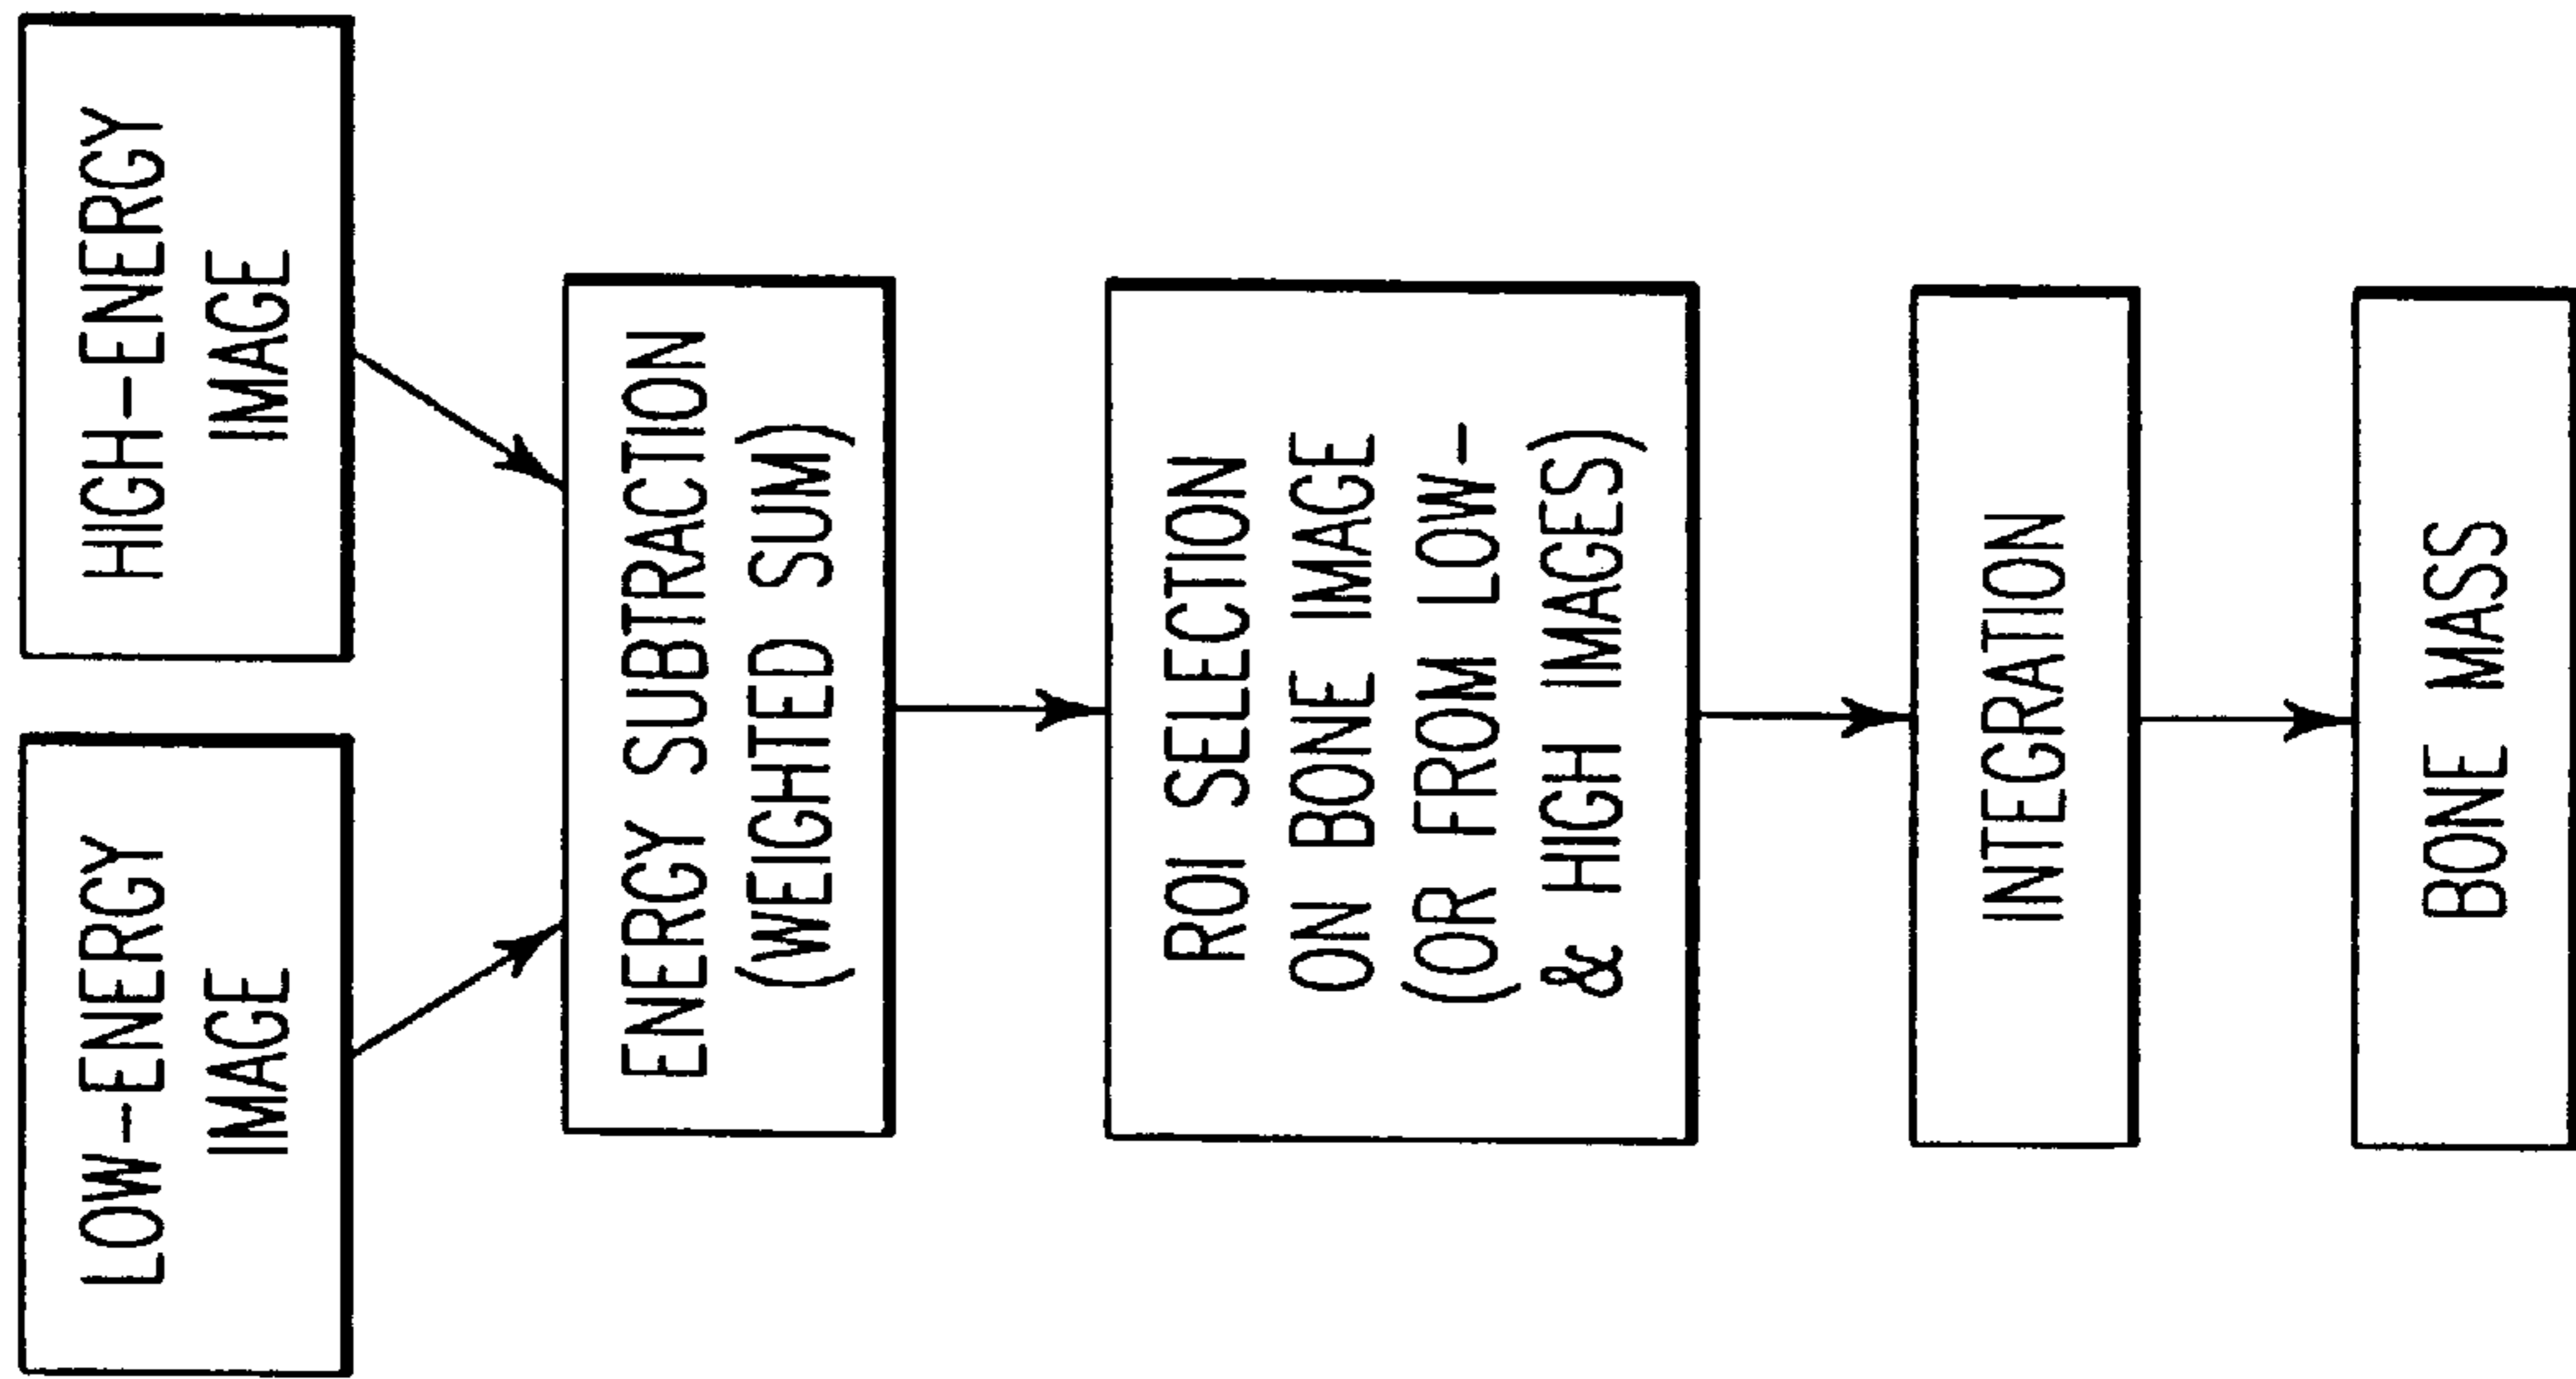 LOW-ENERGY
IMAGE
HIGH-ENERGY
IMAGE
ENERGY SUBTRACTION
(WEIGHTED SUM)
ROI SELECTION
ON BONE IMAGE
(OR FROM LOW-
& HIGH IMAGES)
INTEGRATION
BONE MASS